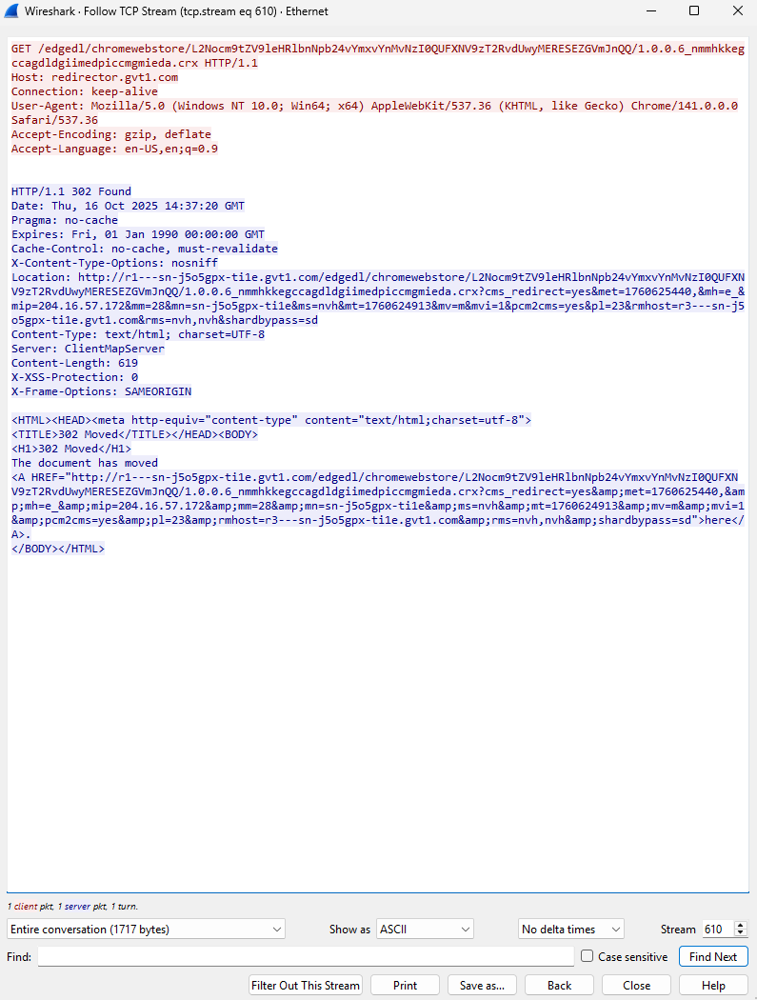 Wireshark · Follow TCP Stream (tcp.stream eq 610) · Ethernet
GET /edgedl/chromewebstore/L2Nocm9tZV9leHRlbnNpb24vYmxvYnMvNzI0QUFXNV9zT2RvdUwyMERESEZGVmJnQQ/1.0.0.6_nmmhkkeg
ccagdldgiimedpiccmgmieda.crx HTTP/1.1
Host: redirector.gvt1.com
Connection: keep-alive
User-Agent: Mozilla/5.0 (Windows NT 10.0; Win64; x64) AppleWebKit/537.36 (KHTML, like Gecko) Chrome/141.0.0.0
Safari/537.36
Accept-Encoding: gzip, deflate
Accept-Language: en-US,en;q=0.9
HTTP/1.1 302 Found
Date: Thu, 16 Oct 2025 14:37:20 GMT
Pragma: no-cache
Expires: Fri, 01 Jan 1990 00:00:00 GMT
Cache-Control: no-cache, must-revalidate
X-Content-Type-Options: nosniff
Location: http://r1---sn-j5o5gpx-ti1e.gvt1.com/edgedl/chromewebstore/L2Nocm9tZV9leHRlbnNpb24vYmxvYnMvNzI0QUFXN
V9zT2RvdUwyMERESEZGVmJnQQ/1.0.0.6_nmmhkkegccagdldgiimedpiccmgmieda.crx?cms_redirect=yes&met=1760625440,&mh=e_&
mip=204.16.57.172&mm=28&mn=sn-j5o5gpx-ti1e&ms=nvh&mt=1760624913&mv=m&mvi=1&pcm2cms=yes&pl=23&rmhost=r3---sn-j5
o5gpx-ti1e.gvt1.com&rms=nvh,nvh&shardbypass=sd
Content-Type: text/html; charset=UTF-8
Server: ClientMapServer
Content-Length: 619
X-XSS-Protection: 0
X-Frame-Options: SAMEORIGIN
<HTML><HEAD><meta http-equiv="content-type" content="text/html;charset=utf-8">
<TITLE>302 Moved</TITLE></HEAD><BODY>
<H1>302 Moved</H1>
The document has moved
<A HREF="http://r1---sn-j5o5gpx-ti1e.gvt1.com/edgedl/chromewebstore/L2Nocm9tZV9leHRlbnNpb24vYmxvYnMvNzI0QUFXN
V9zT2RvdUwyMERESEZGVmJnQQ/1.0.0.6_nmmhkkegccagdldgiimedpiccmgmieda.crx?cms_redirect=yes&amp;met=1760625440,&am
p;mh=e_&amp;mip=204.16.57.172&amp;mm=28&amp;mn=sn-j5o5gpx-ti1e&amp;ms=nvh&amp;mt=1760624913&amp;mv=m&amp;mvi=1
&amp;pcm2cms=yes&amp;pl=23&amp;rmhost=r3---sn-j5o5gpx-ti1e.gvt1.com&amp;rms=nvh,nvh&amp;shardbypass=sd">here</
A>.
</BODY></HTML>
1 client pkt, 1 server pkt, 1 turn.
Entire conversation (1717 bytes) Show as ASCII No delta times Stream 610
Find: Case sensitive Find Next
Filter Out This Stream Print Save as… Back Close Help